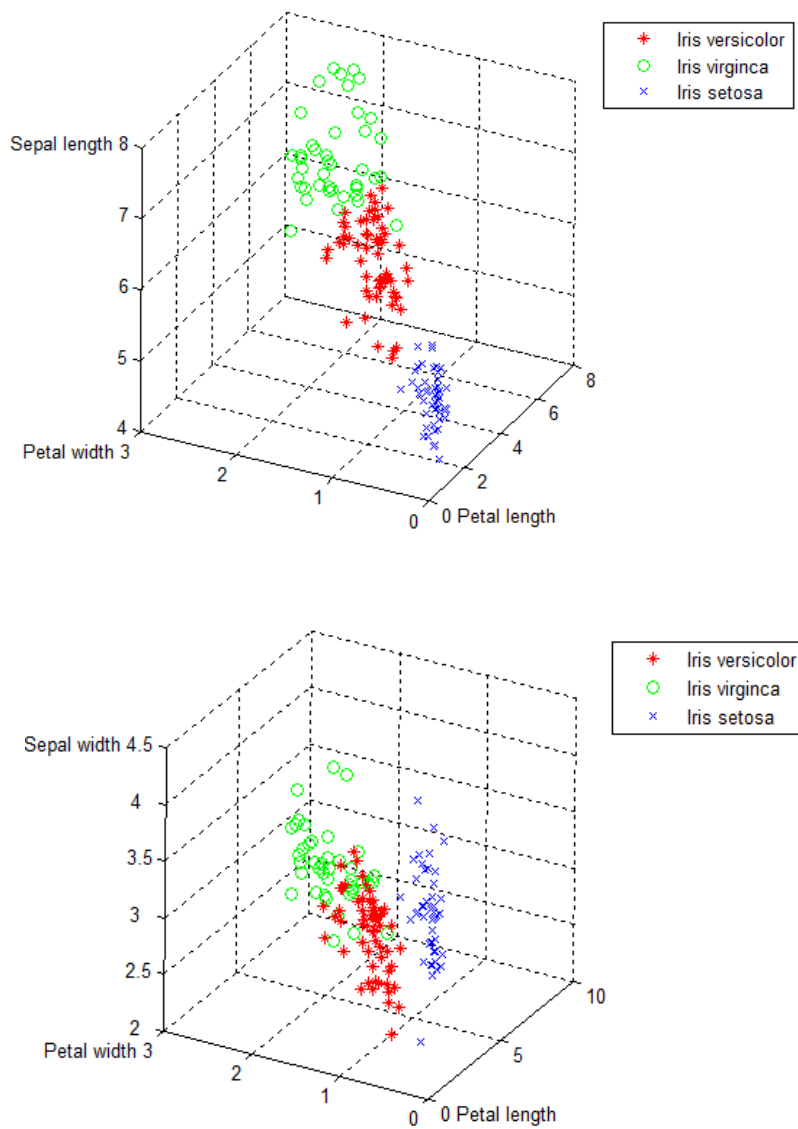 Iris versicolor
Iris virginca
Iris setosa
Sepal length 8
7
6
5
4
Petal width 3
2
1
0
0 Petal length
2
4
6
8
Iris versicolor
Iris virginca
Iris setosa
Sepal width 4.5
4
3.5
3
2.5
2
Petal width 3
2
1
0
0 Petal length
5
10